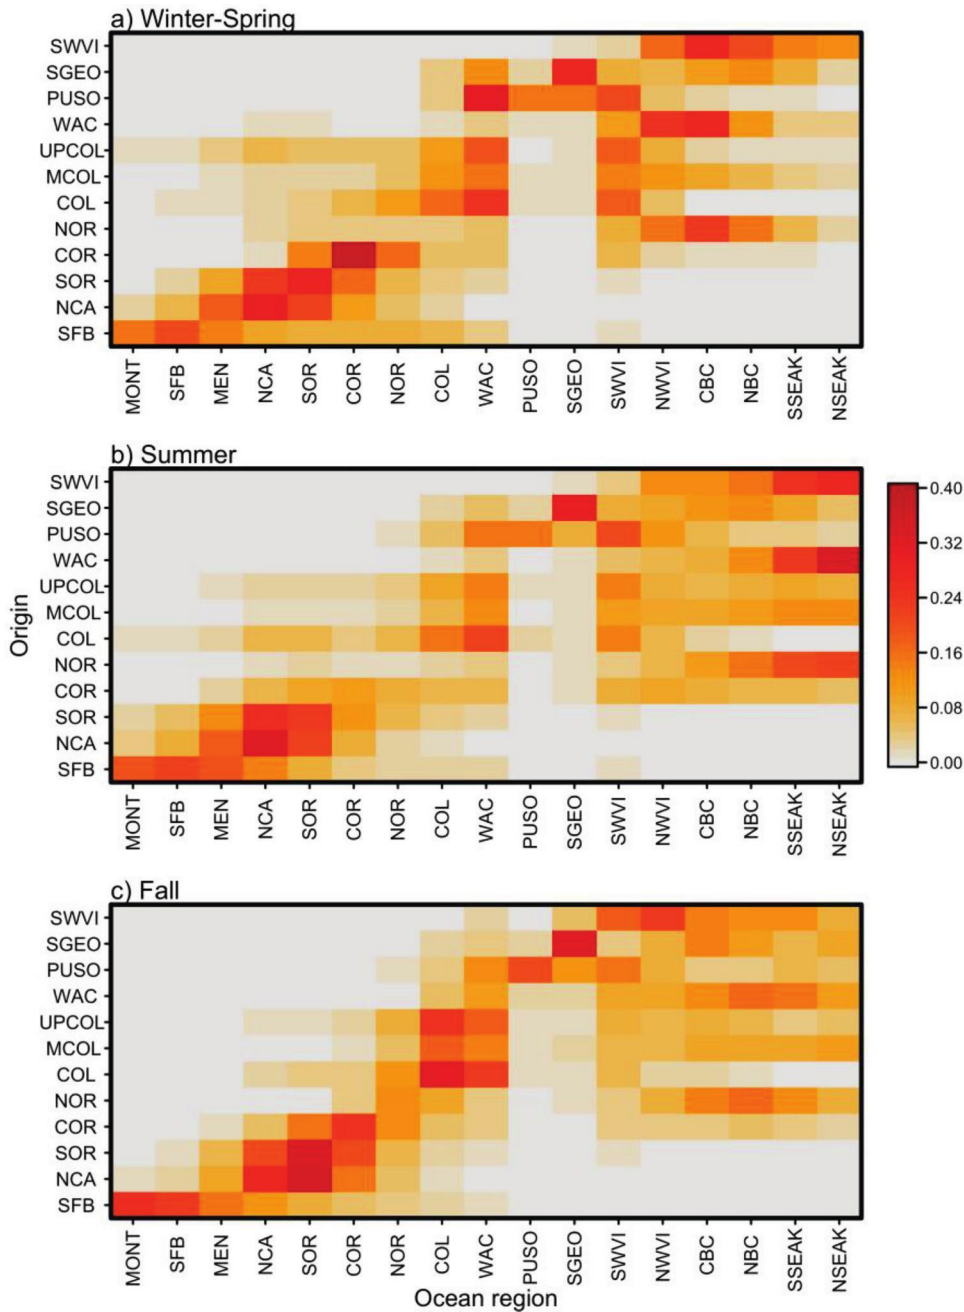 a) Winter-Spring
SWVI
SGEO
PUSO
WAC
UPCOL
MCOL
COL
NOR
COR
SOR
NCA
SFB
MONT SFB MEN NCA SOR COR NOR COL WAC PUSO SGEO SWVI NWVI CBC NBC SSEAK NSEAK
b) Summer
Origin
SWVI
SGEO
PUSO
WAC
UPCOL
MCOL
COL
NOR
COR
SOR
NCA
SFB
0.40
0.32
0.24
0.16
0.08
0.00
MONT SFB MEN NCA SOR COR NOR COL WAC PUSO SGEO SWVI NWVI CBC NBC SSEAK NSEAK
c) Fall
SWVI
SGEO
PUSO
WAC
UPCOL
MCOL
COL
NOR
COR
SOR
NCA
SFB
MONT SFB MEN NCA SOR COR NOR COL WAC PUSO SGEO SWVI NWVI CBC NBC SSEAK NSEAK
Ocean region